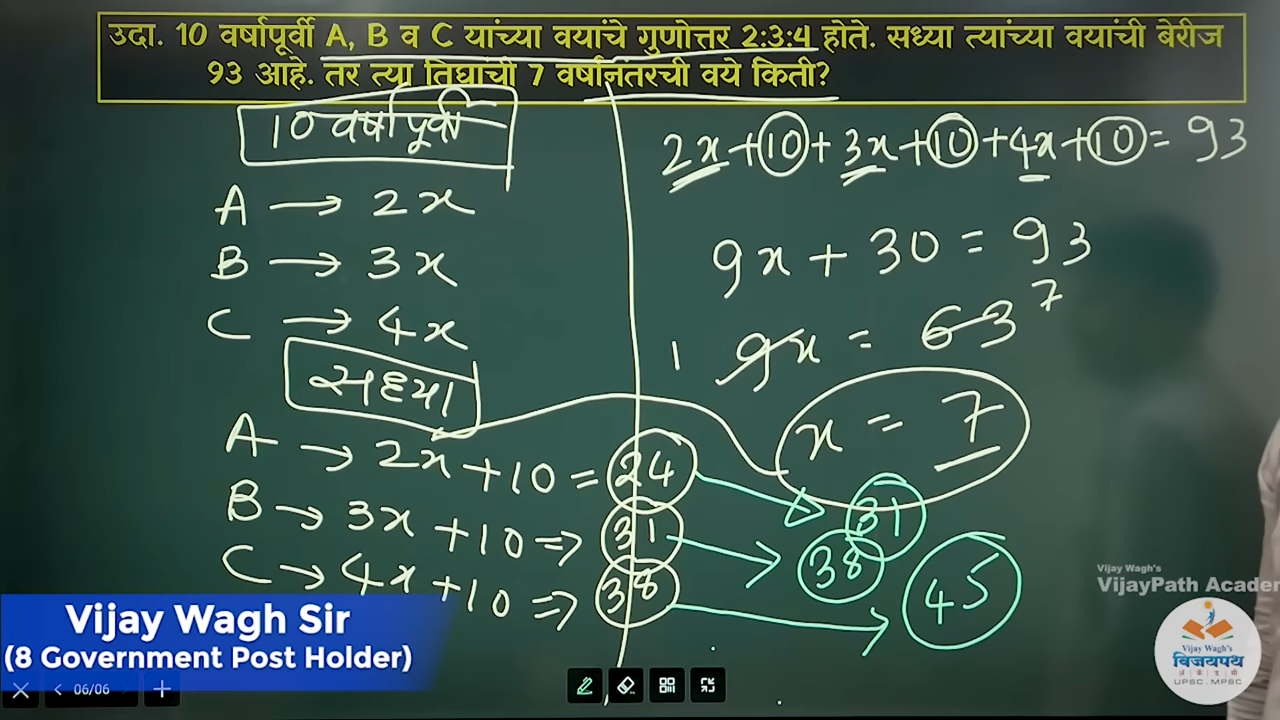 उदा. 10 वर्षापूर्वी A, B व C यांच्या वयांचे गुणोत्तर 2:3:4 होते. सध्या त्यांच्या वयांची बेरीज
93 आहे. तर त्या तिघांची 7 वर्षानंतरची वये किती?
10 वर्षापूर्वी
A → 2x
B → 3x
C → 4x
सध्या
A → 2x + 10 = 24
B → 3x + 10 ⇒ 31
C → 4x + 10 ⇒ 38
2x + 10 + 3x + 10 + 4x + 10 = 93
9x + 30 = 93
1 9x = 63 7
x = 7
31
38
45
Vijay Wagh's
VijayPath Academ
Vijay Wagh's
विजयपथ
UPSC.MPSC
Vijay Wagh Sir
(8 Government Post Holder)
06/06